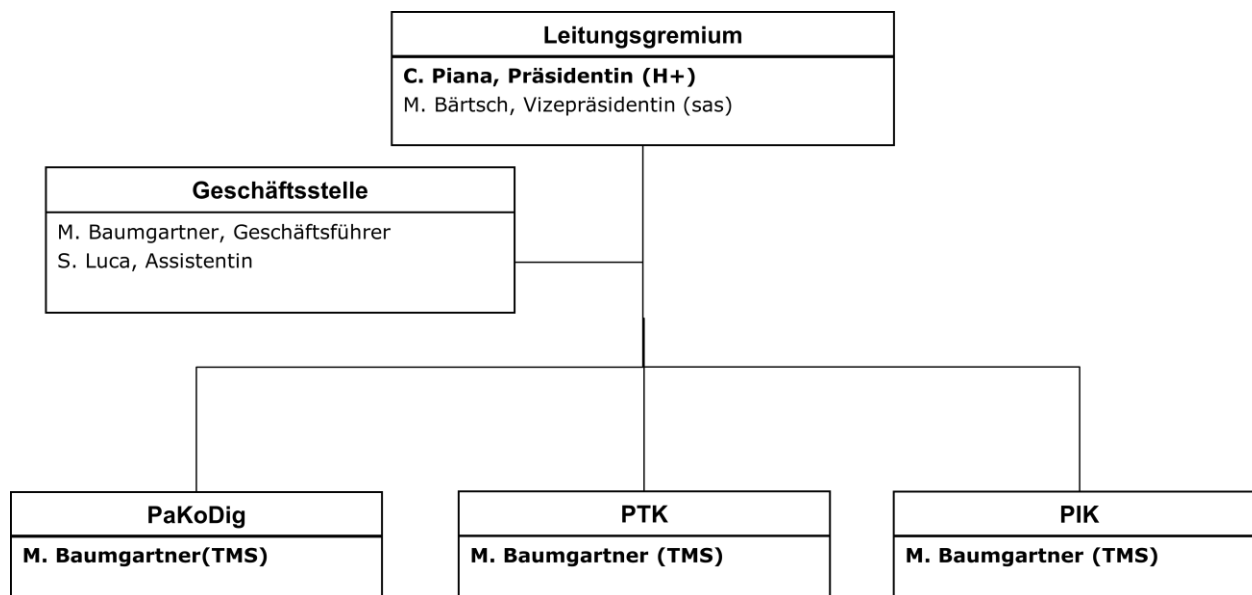 Leitungsgremium
C. Piana, Präsidentin (H+)
M. Bärtsch, Vizepräsidentin (sas)
Geschäftsstelle
M. Baumgartner, Geschäftsführer
S. Luca, Assistentin
PaKoDig
M. Baumgartner(TMS)
PTK
M. Baumgartner (TMS)
PIK
M. Baumgartner (TMS)